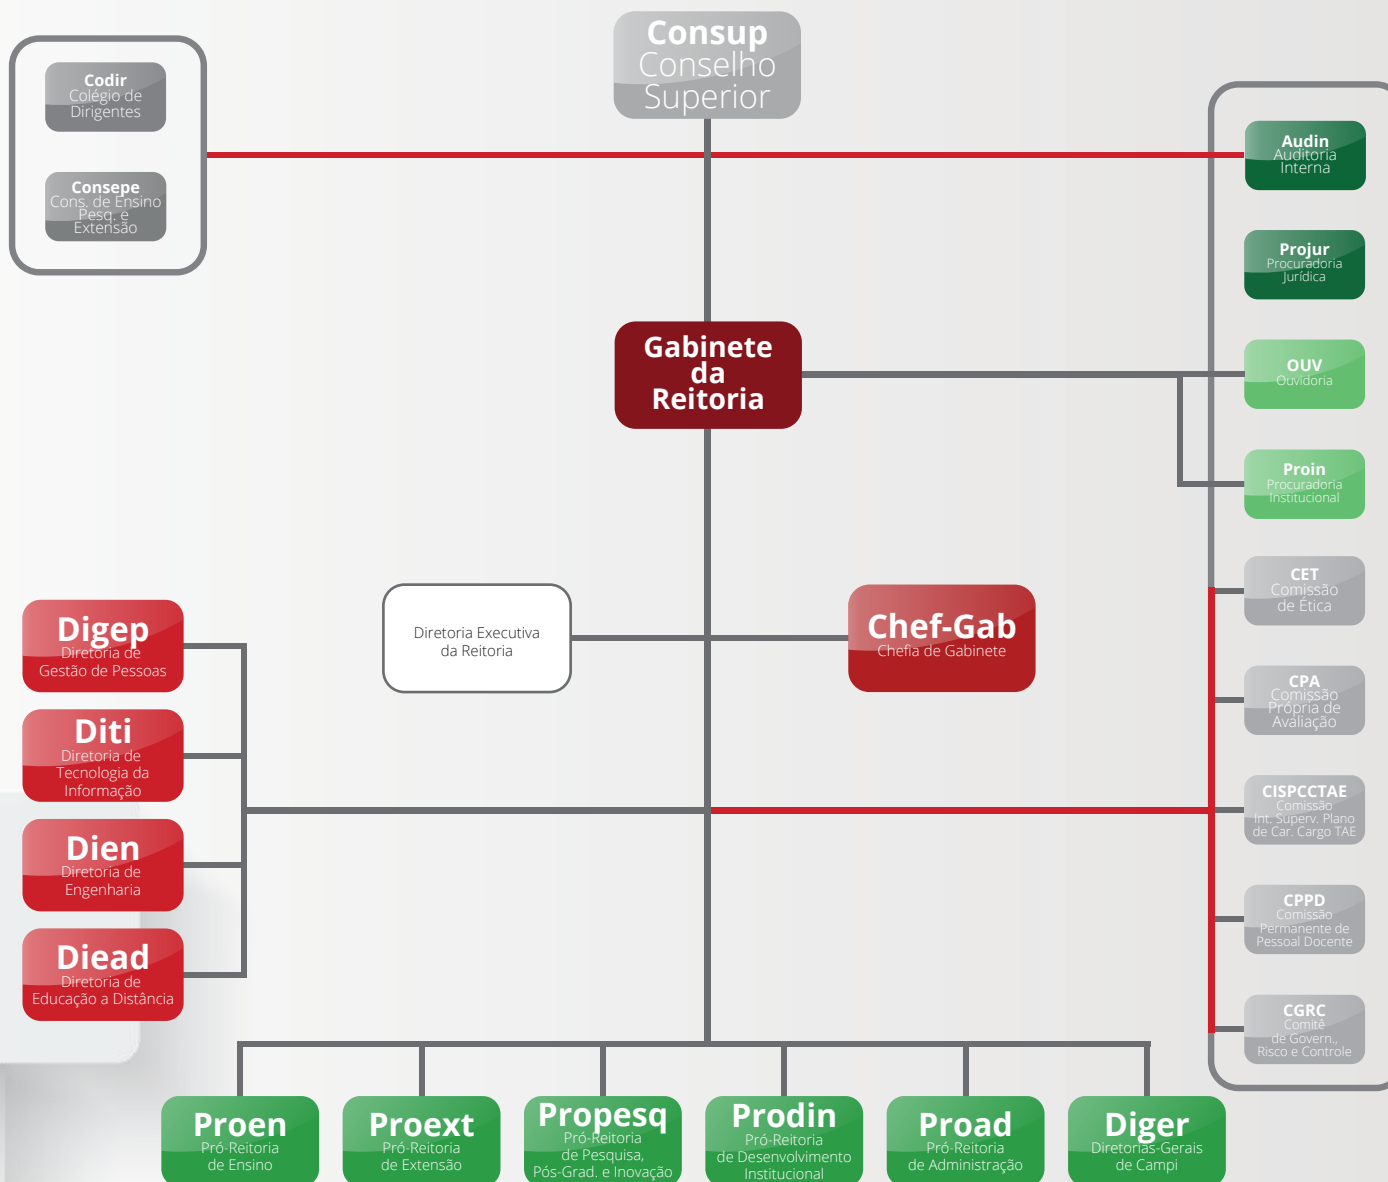 Consup
Conselho
Superior
Codir
Colégio de
Dirigentes
Consepe
Cons. de Ensino
Pesq. e
Extensão
Audin
Auditoria
Interna
Projur
Procuradoria
Jurídica
OUV
Ouvidoria
Proin
Procuradoria
Institucional
Gabinete
da
Reitoria
Diretoria Executiva
da Reitoria
Chef-Gab
Chefia de Gabinete
CET
Comissão
de Ética
CPA
Comissão
Própria de
Avaliação
CISPCCTAE
Comissão
Int. Superv. Plano
de Car. Cargo TAE
CPPD
Comissão
Permanente de
Pessoal Docente
CGRC
Comitê
de Govern.,
Risco e Controle
Digep
Diretoria de
Gestão de Pessoas
Diti
Diretoria de
Tecnologia da
Informação
Dien
Diretoria de
Engenharia
Diead
Diretoria de
Educação a Distância
Proen
Pró-Reitoria
de Ensino
Proext
Pró-Reitoria
de Extensão
Propesq
Pró-Reitoria
de Pesquisa,
Pós-Grad. e Inovação
Prodin
Pró-Reitoria
de Desenvolvimento
Institucional
Proad
Pró-Reitoria
de Administração
Diger
Diretorias-Gerais
de Campi